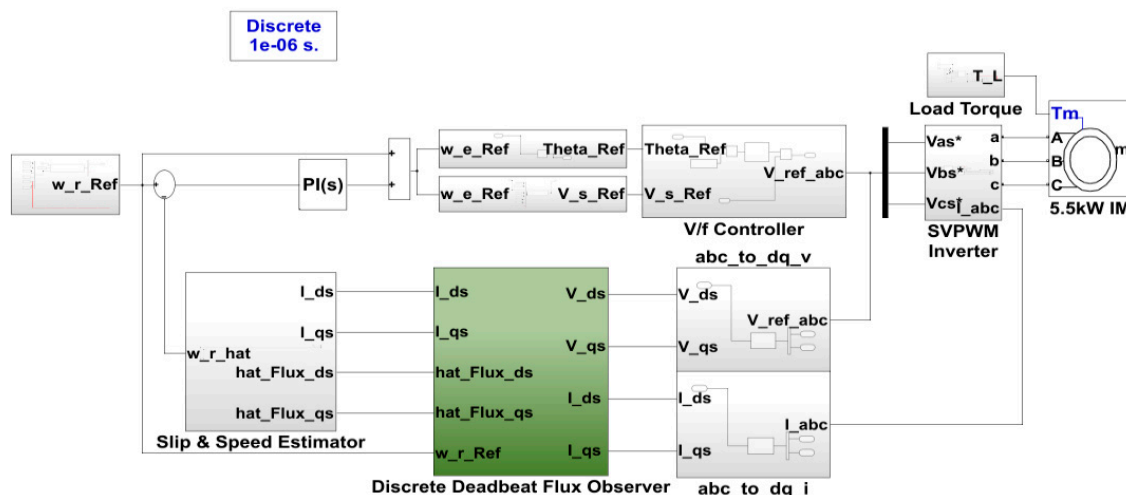 Discrete
1e-06 s.
T_L
Load Torque
Tm
w_r_Ref
+
+
PI(s)
w_e_Ref
Theta_Ref
w_e_Ref
V_s_Ref
Theta_Ref
V_s_Ref
V_ref_abc
V/f Controller
Vas*
Vbs*
Vcs*
a
b
c
I_abc
SVPWM
Inverter
A
B
C
m
5.5kW IM
w_r_hat
I_ds
I_qs
hat_Flux_ds
hat_Flux_qs
Slip & Speed Estimator
I_ds
I_qs
hat_Flux_ds
hat_Flux_qs
w_r_Ref
V_ds
V_qs
I_ds
I_qs
Discrete Deadbeat Flux Observer
abc_to_dq_v
V_ds
V_qs
V_ref_abc
I_ds
I_qs
I_abc
abc_to_dq_i